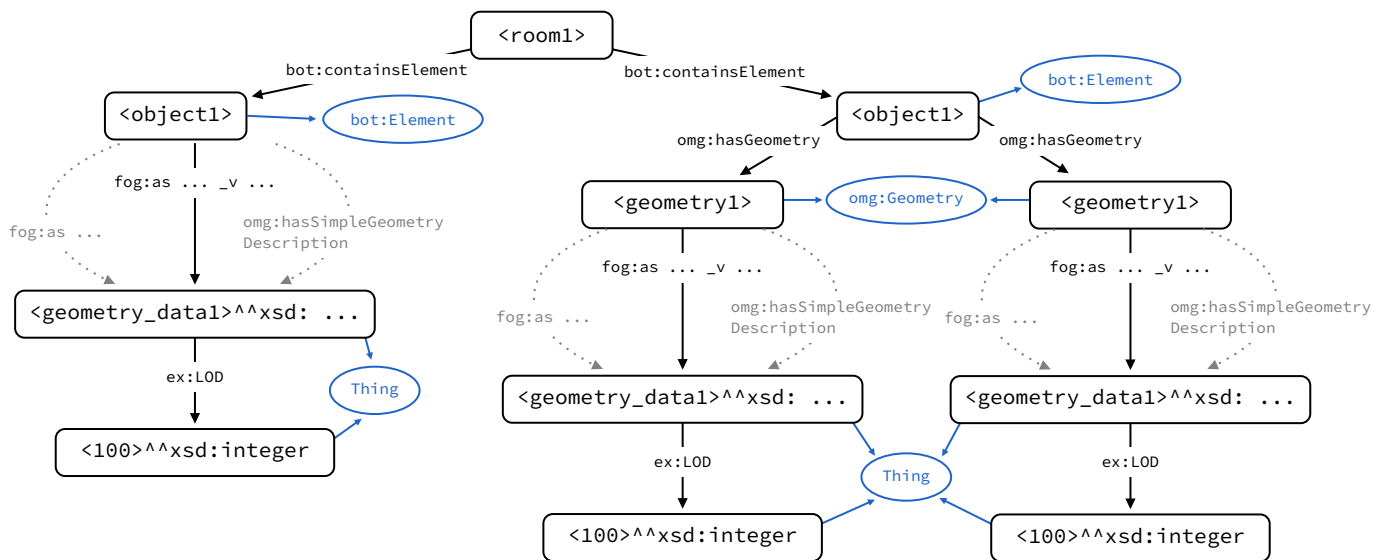 <room1>
bot:containsElement
bot:containsElement
bot:Element
<object1>
bot:Element
<object1>
omg:hasGeometry
omg:hasGeometry
fog:as ... _v ...
<geometry1>
omg:Geometry
<geometry1>
fog:as ...
omg:hasSimpleGeometry
Description
fog:as ... _v ...
fog:as ... _v ...
<geometry_data1>^^xsd: ...
fog:as ...
omg:hasSimpleGeometry
Description
fog:as ...
omg:hasSimpleGeometry
Description
ex:LOD
Thing
<geometry_data1>^^xsd: ...
<geometry_data1>^^xsd: ...
<100>^^xsd:integer
ex:LOD
Thing
ex:LOD
<100>^^xsd:integer
<100>^^xsd:integer